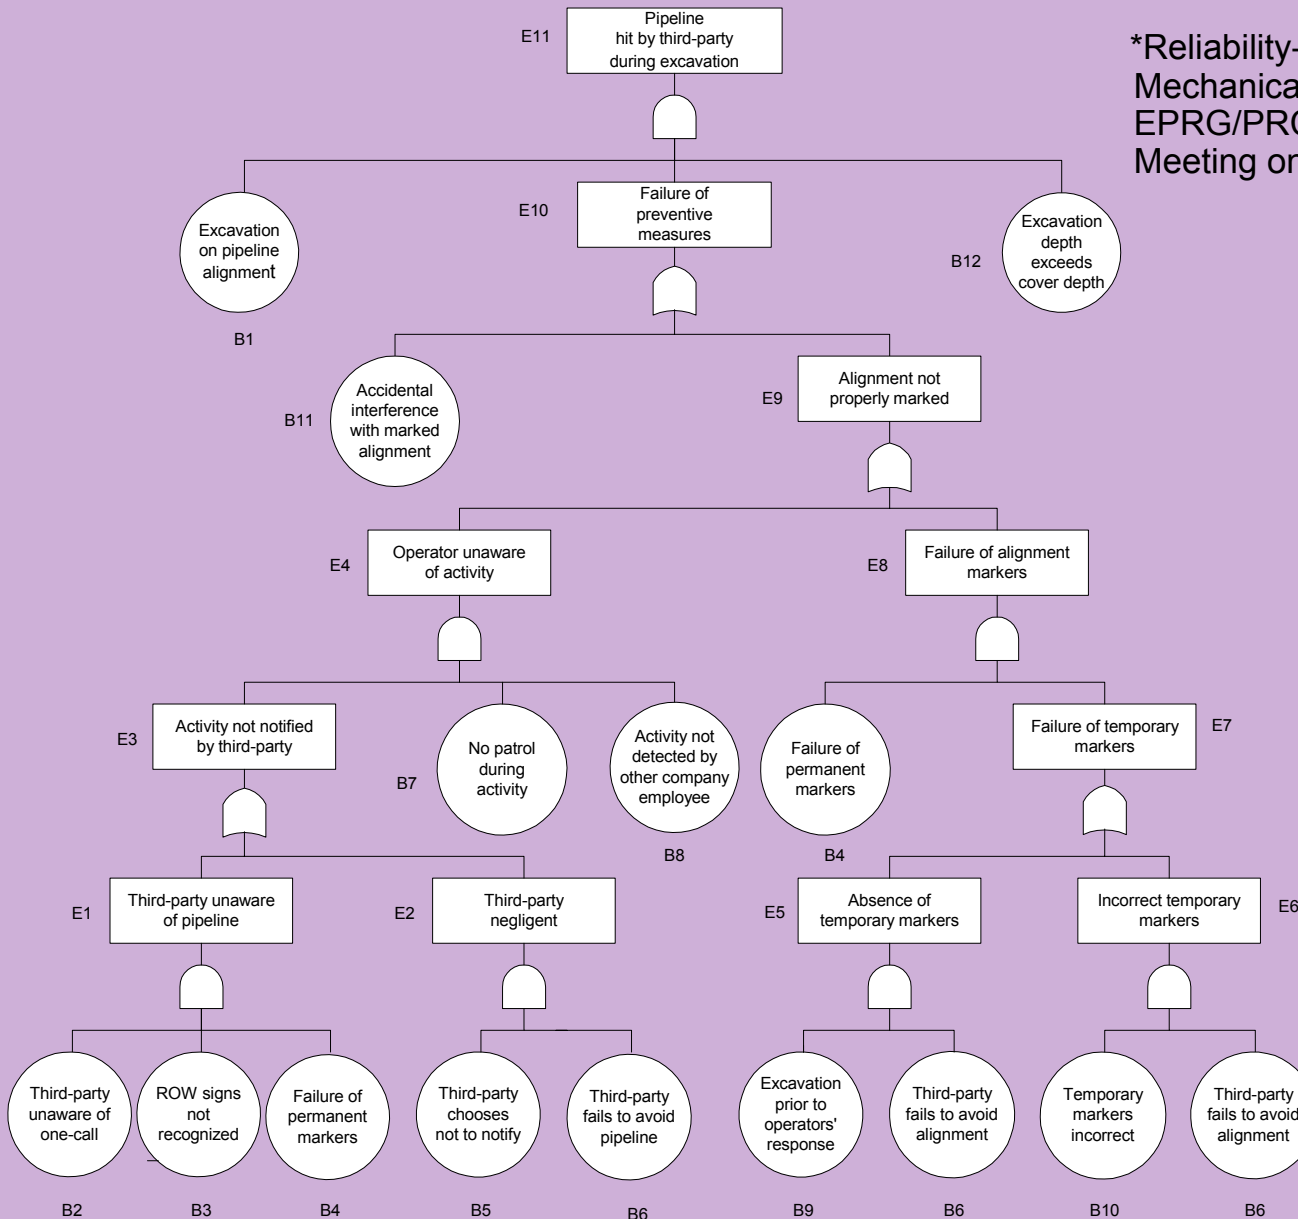 E11
Pipeline
hit by third-party
during excavation
*Reliability-
Mechanica
EPRG/PRC
Meeting on
Excavation
on pipeline
alignment
B1
E10
Failure of
preventive
measures
B12
Excavation
depth
exceeds
cover depth
B11
Accidental
interference
with marked
alignment
E9
Alignment not
properly marked
E4
Operator unaware
of activity
E8
Failure of alignment
markers
E3
Activity not notified
by third-party
B7
No patrol
during
activity
Activity not
detected by
other company
employee
B8
Failure of
permanent
markers
B4
Failure of temporary
markers
E7
E1
Third-party unaware
of pipeline
E2
Third-party
negligent
E5
Absence of
temporary markers
Incorrect temporary
markers
E6
Third-party
unaware of
one-call
B2
ROW signs
not
recognized
B3
Failure of
permanent
markers
B4
Third-party
chooses
not to notify
B5
Third-party
fails to avoid
pipeline
B6
Excavation
prior to
operators'
response
B9
Third-party
fails to avoid
alignment
B6
Temporary
markers
incorrect
B10
Third-party
fails to avoid
alignment
B6